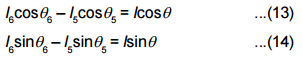 l₆cosθ₆ – l₅cosθ₅ = lcosθ ...(13)
l₆sinθ₆ – l₅sinθ₅ = lsinθ ...(14)